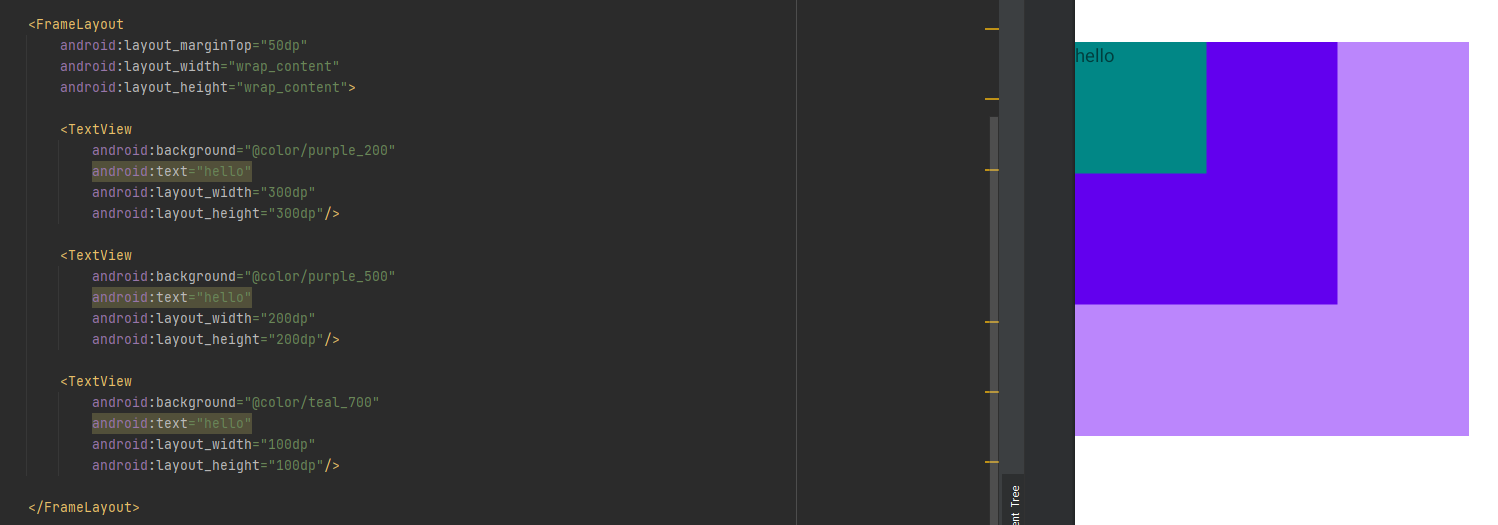 <FrameLayout
android:layout_marginTop="50dp"
android:layout_width="wrap_content"
android:layout_height="wrap_content">
<TextView
android:background="@color/purple_200"
android:text="hello"
android:layout_width="300dp"
android:layout_height="300dp"/>
<TextView
android:background="@color/purple_500"
android:text="hello"
android:layout_width="200dp"
android:layout_height="200dp"/>
<TextView
android:background="@color/teal_700"
android:text="hello"
android:layout_width="100dp"
android:layout_height="100dp"/>
</FrameLayout>
Tree
hello